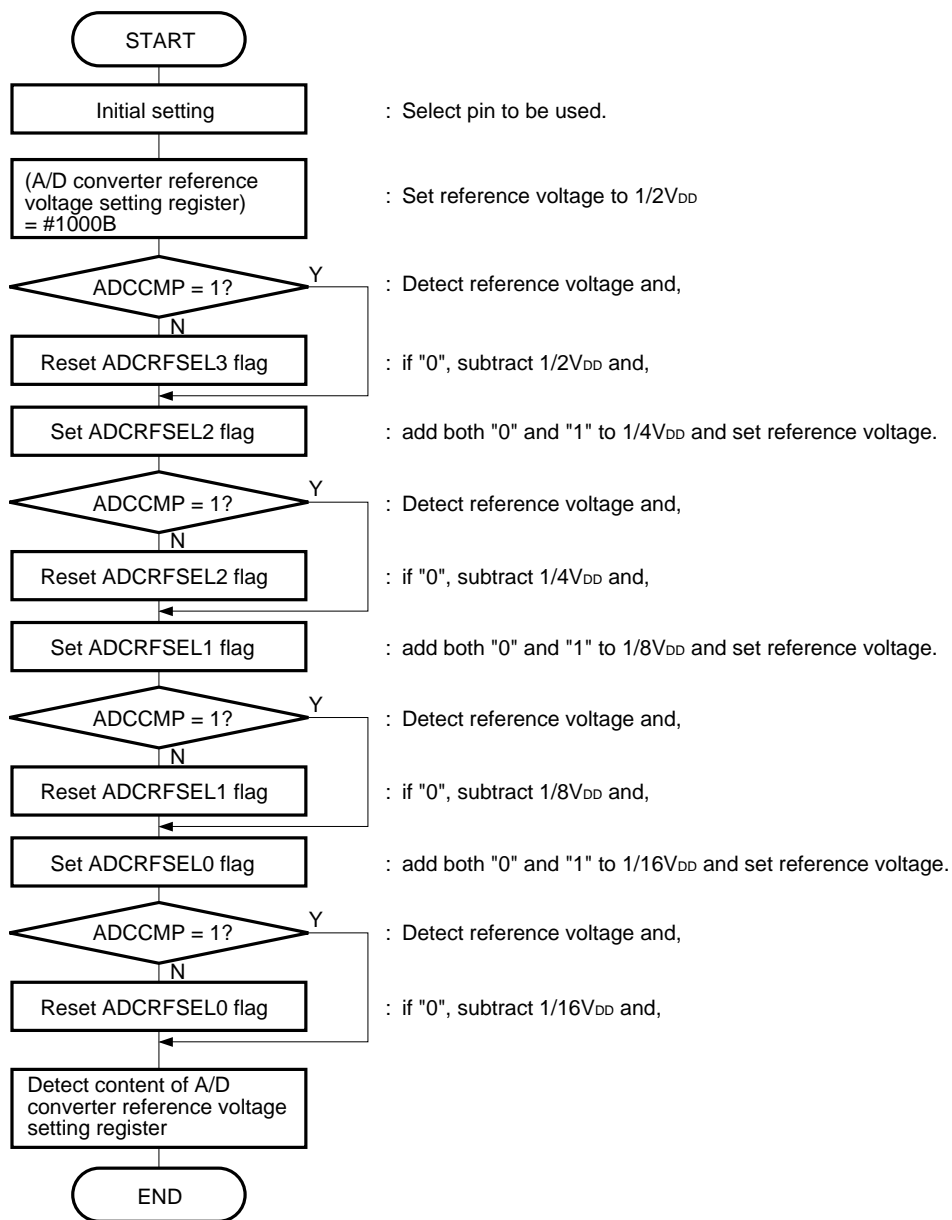 START
Initial setting : Select pin to be used.
(A/D converter reference
voltage setting register)
= #1000B
: Set reference voltage to 1/2VDD
ADCCMP = 1? Y : Detect reference voltage and,
N
Reset ADCRFSEL3 flag : if "0", subtract 1/2VDD and,
Set ADCRFSEL2 flag : add both "0" and "1" to 1/4VDD and set reference voltage.
ADCCMP = 1? Y : Detect reference voltage and,
N
Reset ADCRFSEL2 flag : if "0", subtract 1/4VDD and,
Set ADCRFSEL1 flag : add both "0" and "1" to 1/8VDD and set reference voltage.
ADCCMP = 1? Y : Detect reference voltage and,
N
Reset ADCRFSEL1 flag : if "0", subtract 1/8VDD and,
Set ADCRFSEL0 flag : add both "0" and "1" to 1/16VDD and set reference voltage.
ADCCMP = 1? Y : Detect reference voltage and,
N
Reset ADCRFSEL0 flag : if "0", subtract 1/16VDD and,
Detect content of A/D
converter reference voltage
setting register
END